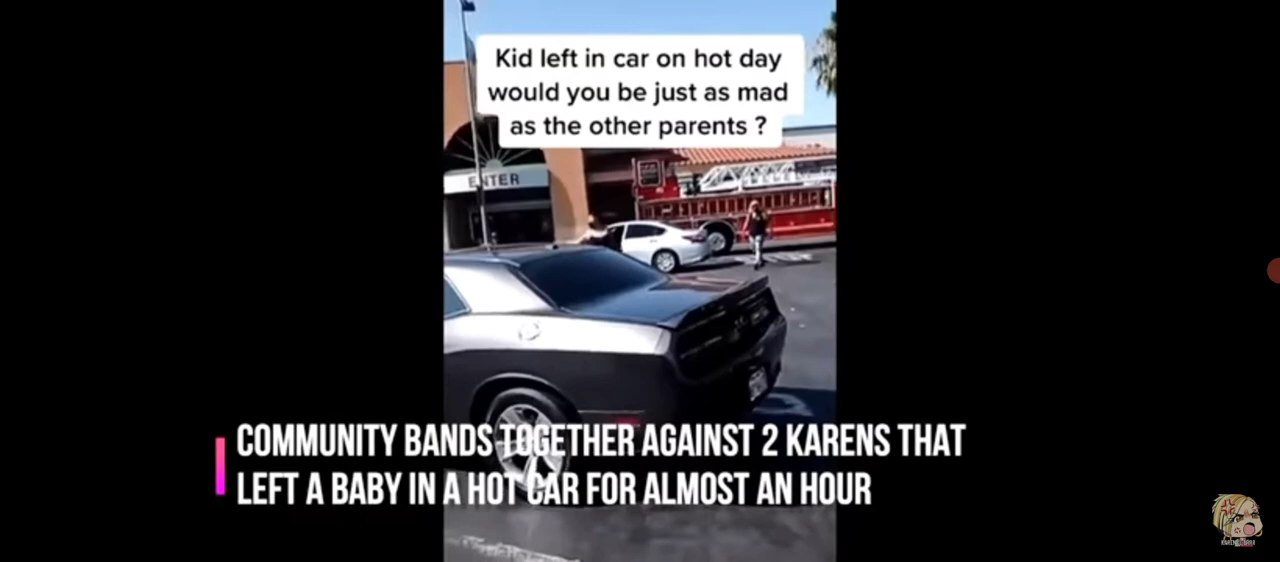 Kid left in car on hot day
would you be just as mad
as the other parents ?
ENTER
COMMUNITY BANDS TOGETHER AGAINST 2 KARENS THAT
LEFT A BABY IN A HOT CAR FOR ALMOST AN HOUR